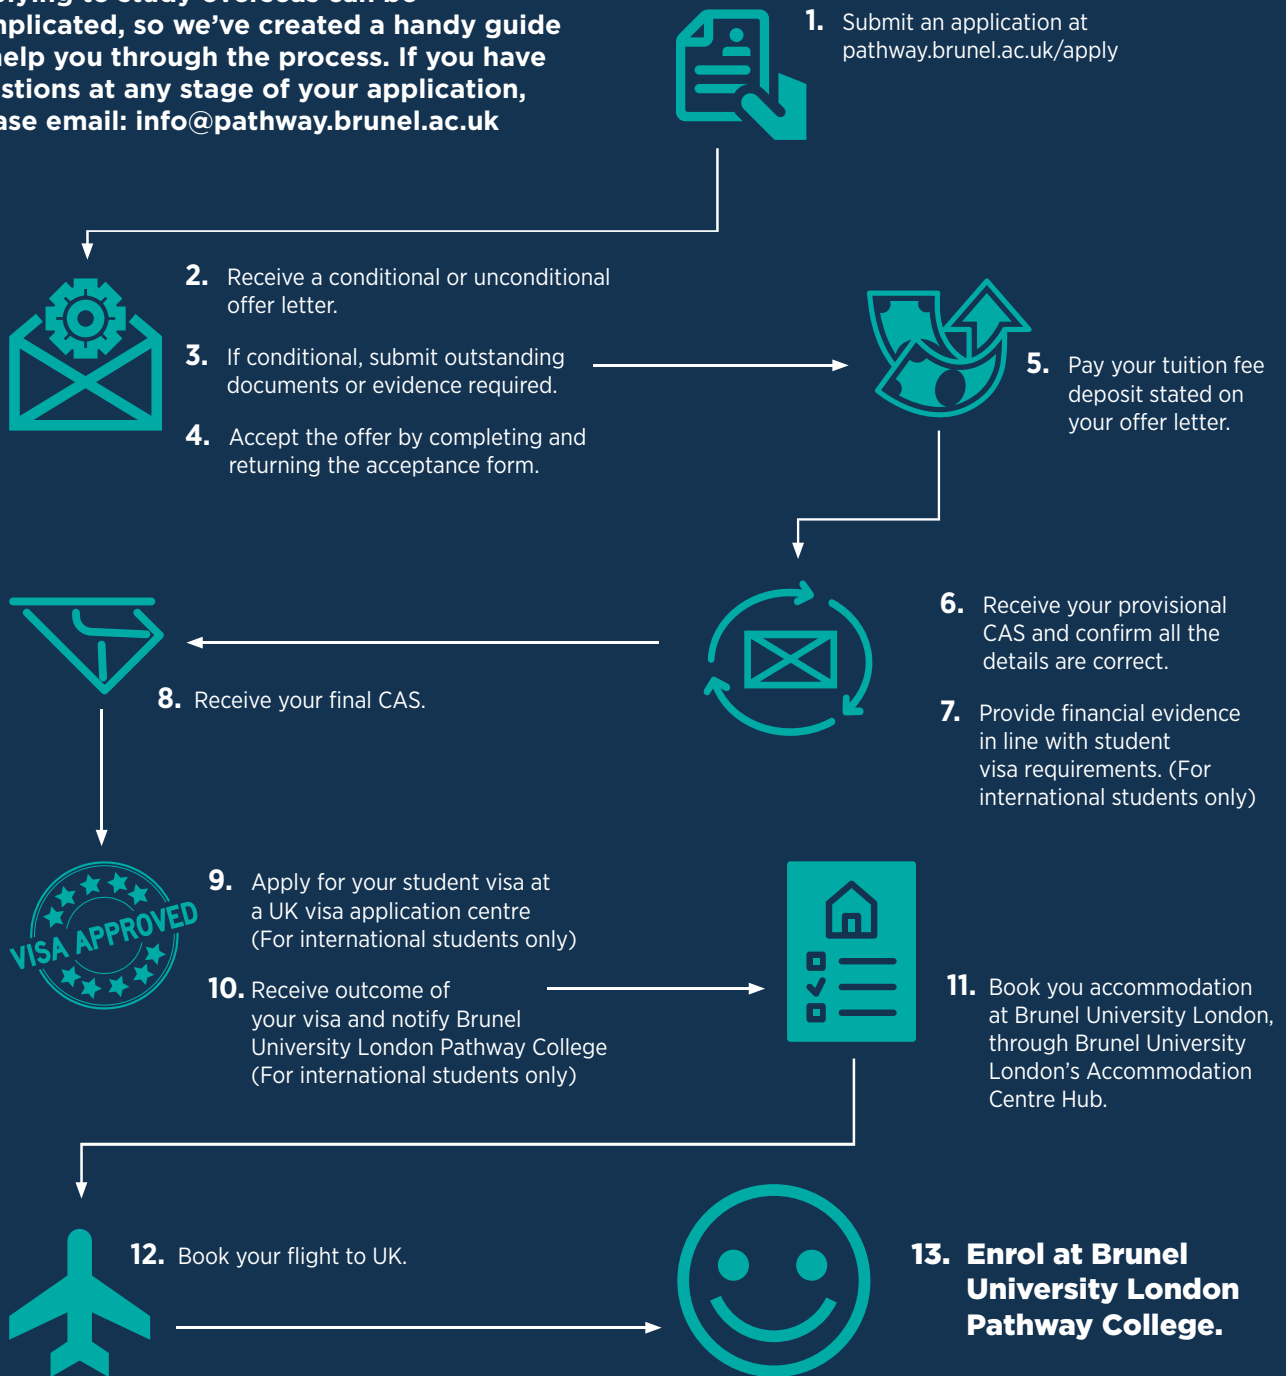 mplicated, so we've created a handy guide
help you through the process. If you have
stions at any stage of your application,
ase email: info@pathway.brunel.ac.uk
1. Submit an application at
pathway.brunel.ac.uk/apply
2. Receive a conditional or unconditional
offer letter.
3. If conditional, submit outstanding
documents or evidence required.
4. Accept the offer by completing and
returning the acceptance form.
5. Pay your tuition fee
deposit stated on
your offer letter.
6. Receive your provisional
CAS and confirm all the
details are correct.
7. Provide financial evidence
in line with student
visa requirements. (For
international students only)
8. Receive your final CAS.
VISA APPROVED
9. Apply for your student visa at
a UK visa application centre
(For international students only)
10. Receive outcome of
your visa and notify Brunel
University London Pathway College
(For international students only)
11. Book you accommodation
at Brunel University London,
through Brunel University
London's Accommodation
Centre Hub.
12. Book your flight to UK.
13. Enrol at Brunel
University London
Pathway College.